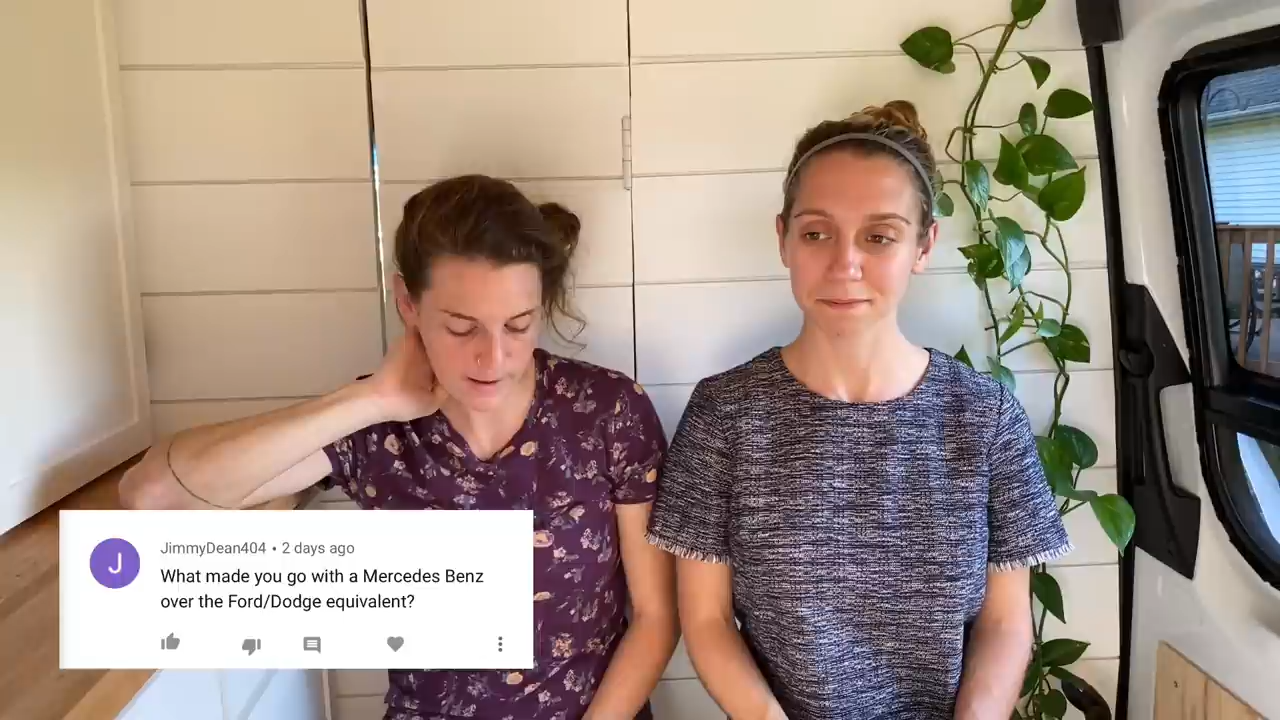 J
JimmyDean404 • 2 days ago
What made you go with a Mercedes Benz
over the Ford/Dodge equivalent?